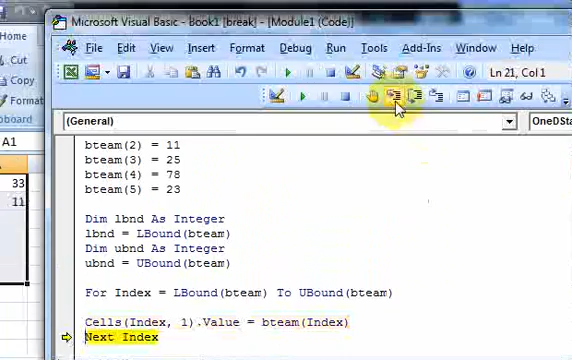 Microsoft Visual Basic - Book1 [break] - [Module1 (Code)]
Home
File Edit View Insert Format Debug Run Tools Add-Ins Window Help
Cut
Copy
Format
Ln 21, Col 1
A1
(General)
OneDSta
33
11
bteam(2) = 11
bteam(3) = 25
bteam(4) = 78
bteam(5) = 23
Dim lbnd As Integer
lbnd = LBound(bteam)
Dim ubnd As Integer
ubnd = UBound(bteam)
For Index = LBound(bteam) To UBound(bteam)
Cells(Index, 1).Value = bteam(Index)
Next Index